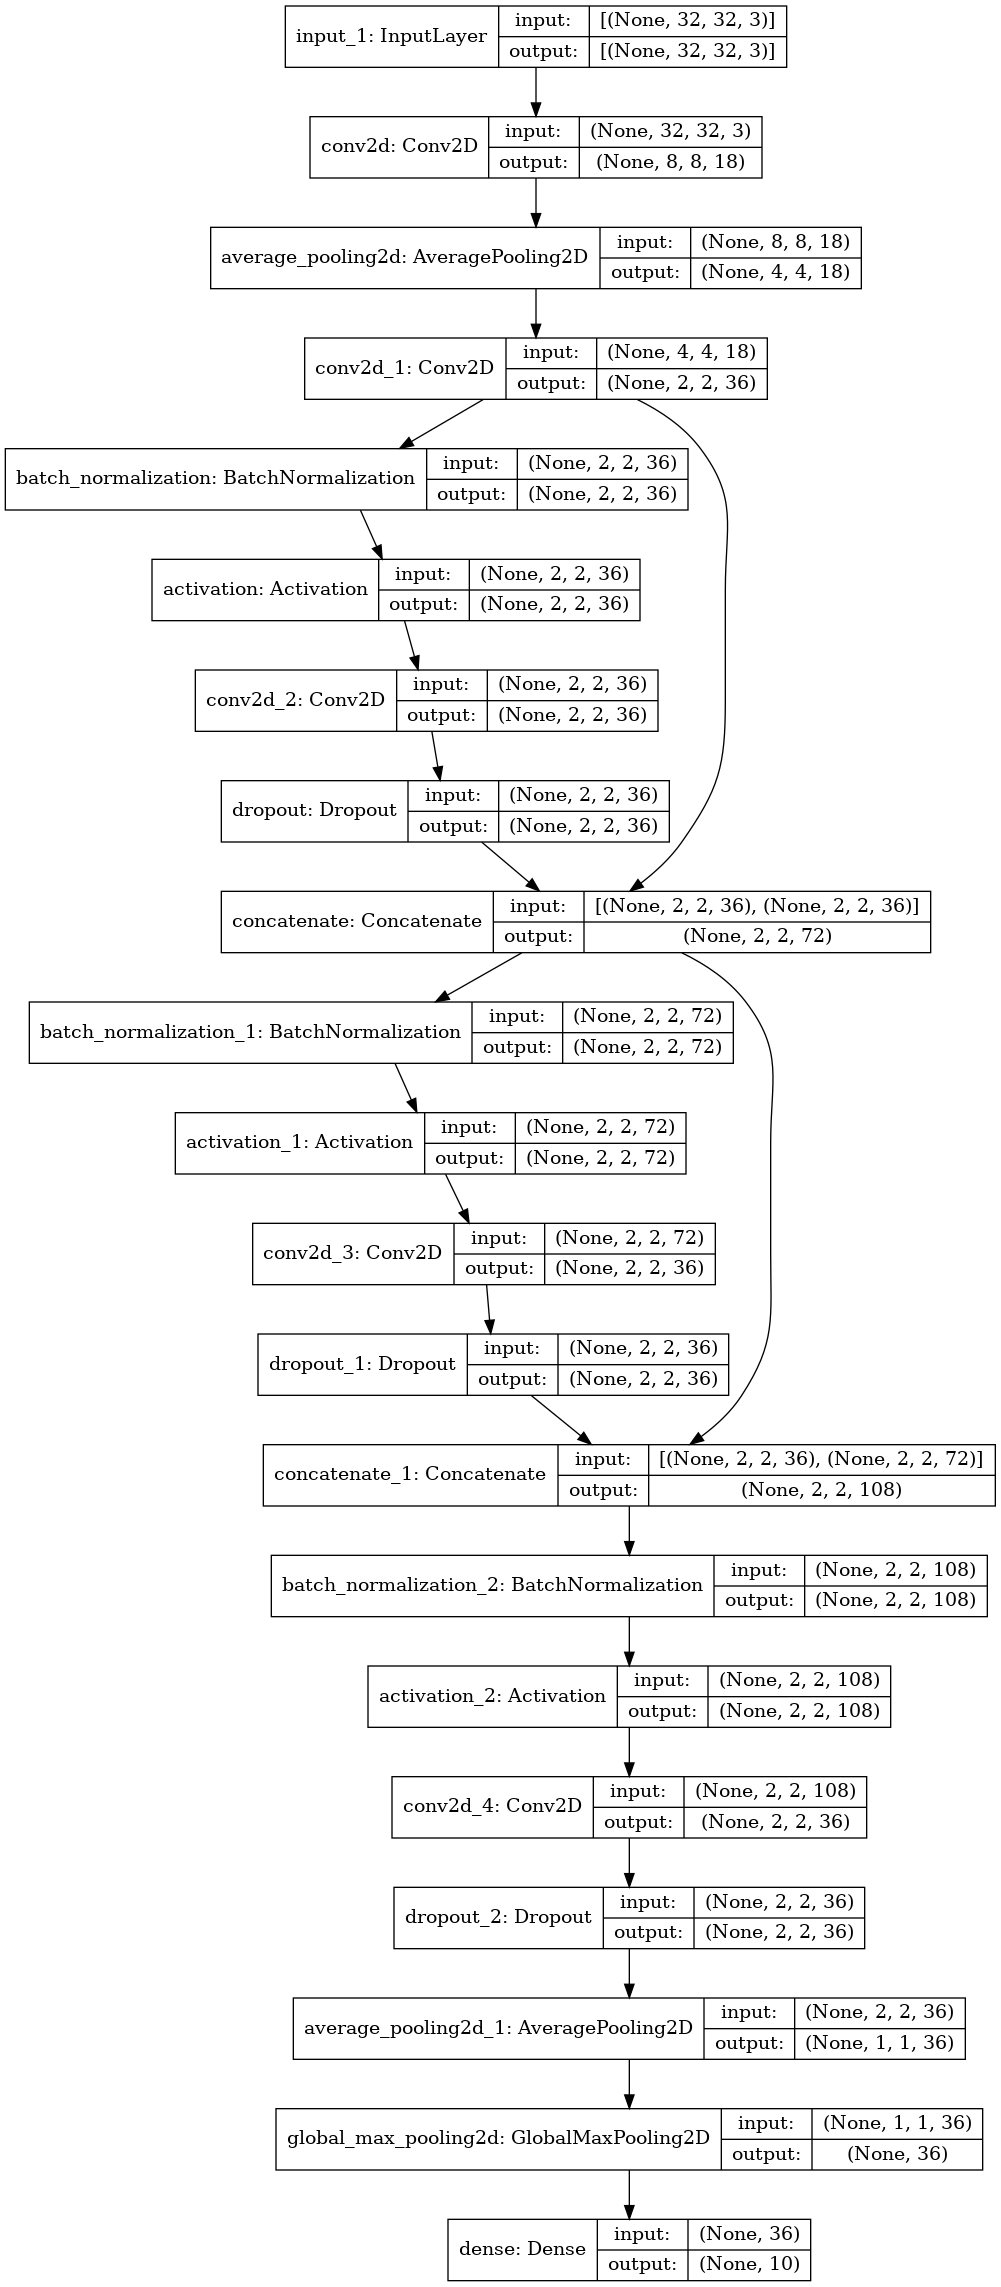 input_1: InputLayer
input: [(None, 32, 32, 3)]
output: [(None, 32, 32, 3)]
conv2d: Conv2D
input: (None, 32, 32, 3)
output: (None, 8, 8, 18)
average_pooling2d: AveragePooling2D
input: (None, 8, 8, 18)
output: (None, 4, 4, 18)
conv2d_1: Conv2D
input: (None, 4, 4, 18)
output: (None, 2, 2, 36)
batch_normalization: BatchNormalization
input: (None, 2, 2, 36)
output: (None, 2, 2, 36)
activation: Activation
input: (None, 2, 2, 36)
output: (None, 2, 2, 36)
conv2d_2: Conv2D
input: (None, 2, 2, 36)
output: (None, 2, 2, 36)
dropout: Dropout
input: (None, 2, 2, 36)
output: (None, 2, 2, 36)
concatenate: Concatenate
input: [(None, 2, 2, 36), (None, 2, 2, 36)]
output: (None, 2, 2, 72)
batch_normalization_1: BatchNormalization
input: (None, 2, 2, 72)
output: (None, 2, 2, 72)
activation_1: Activation
input: (None, 2, 2, 72)
output: (None, 2, 2, 72)
conv2d_3: Conv2D
input: (None, 2, 2, 72)
output: (None, 2, 2, 36)
dropout_1: Dropout
input: (None, 2, 2, 36)
output: (None, 2, 2, 36)
concatenate_1: Concatenate
input: [(None, 2, 2, 36), (None, 2, 2, 72)]
output: (None, 2, 2, 108)
batch_normalization_2: BatchNormalization
input: (None, 2, 2, 108)
output: (None, 2, 2, 108)
activation_2: Activation
input: (None, 2, 2, 108)
output: (None, 2, 2, 108)
conv2d_4: Conv2D
input: (None, 2, 2, 108)
output: (None, 2, 2, 36)
dropout_2: Dropout
input: (None, 2, 2, 36)
output: (None, 2, 2, 36)
average_pooling2d_1: AveragePooling2D
input: (None, 2, 2, 36)
output: (None, 1, 1, 36)
global_max_pooling2d: GlobalMaxPooling2D
input: (None, 1, 1, 36)
output: (None, 36)
dense: Dense
input: (None, 36)
output: (None, 10)